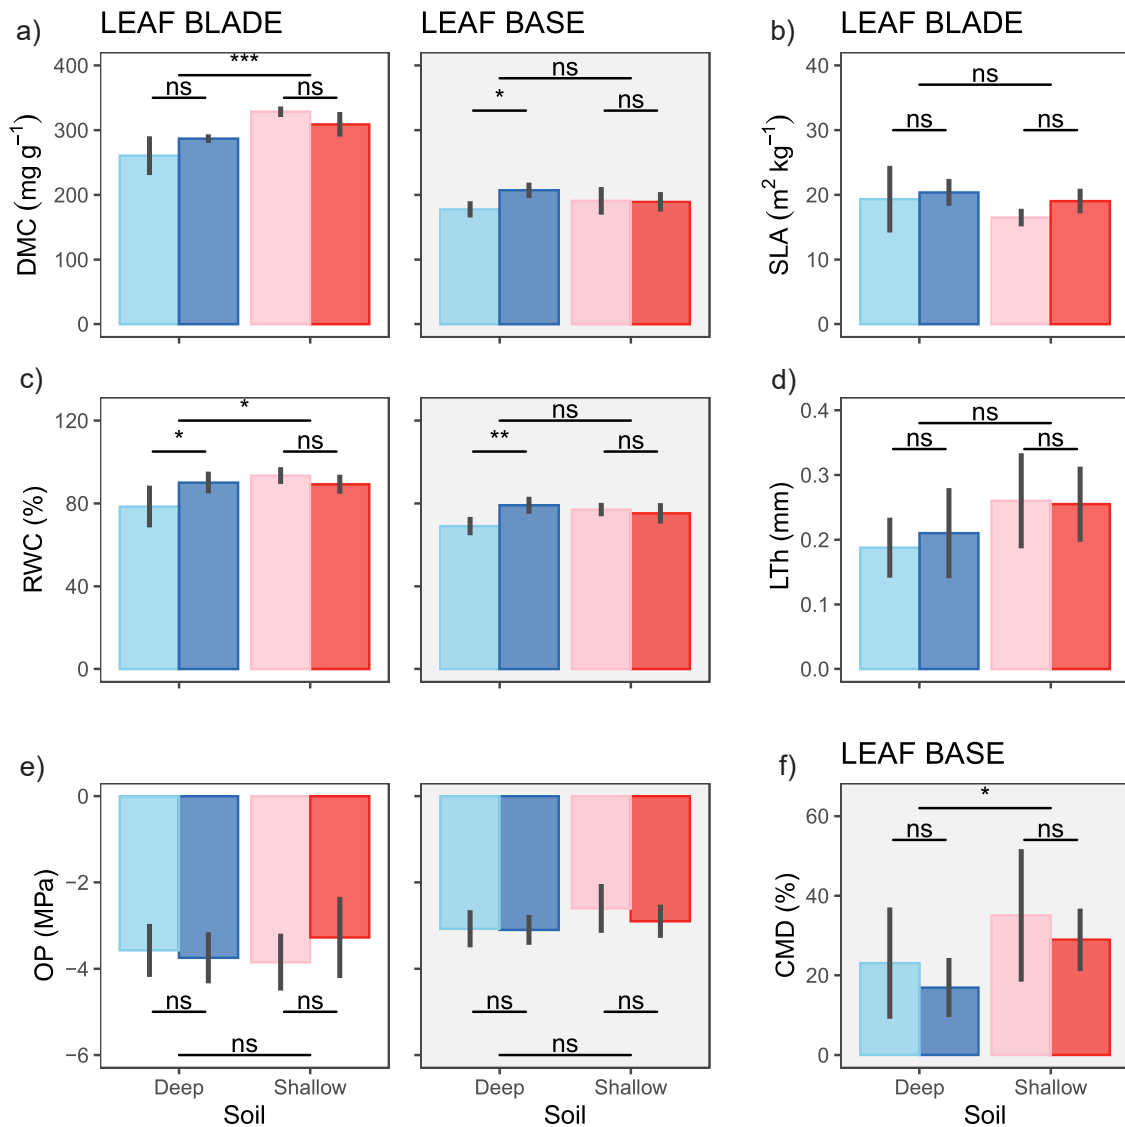 a) LEAF BLADE LEAF BASE b) LEAF BLADE
400 *** ns ns
300 ns * ns ns
200
100
0
DMC (mg g⁻¹)
40 ns
30 ns ns
20
10
0
SLA (m² kg⁻¹)
c)
120 * ns
80 * ns ** ns
40
0
RWC (%)
d)
0.4 ns
0.3 ns ns
0.2
0.1
0.0
LTh (mm)
e)
0
−2
−4
−6
OP (MPa)
ns ns ns ns
ns ns
Deep Shallow Deep Shallow
Soil Soil
f) LEAF BASE
60 *
40 ns ns
20
0
CMD (%)
Deep Shallow
Soil